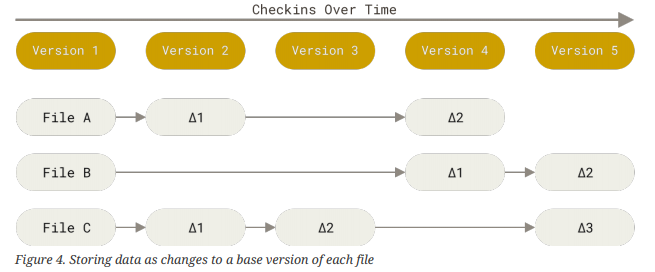 Checkins Over Time
Version 1 Version 2 Version 3 Version 4 Version 5
File A Δ1 Δ2
File B Δ1 Δ2
File C Δ1 Δ2 Δ3
Figure 4. Storing data as changes to a base version of each file